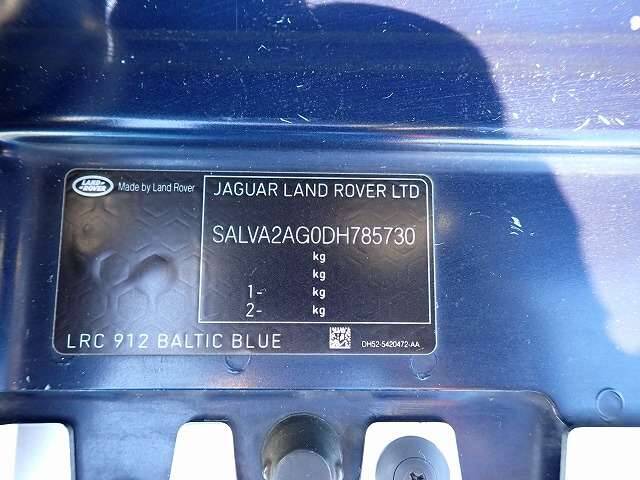 LAND ROVER
Made by Land Rover
JAGUAR LAND ROVER LTD
SALVA2AG0DH785730
kg
kg
1- kg
2- kg
LRC 912 BALTIC BLUE
DH52-5420472-AA